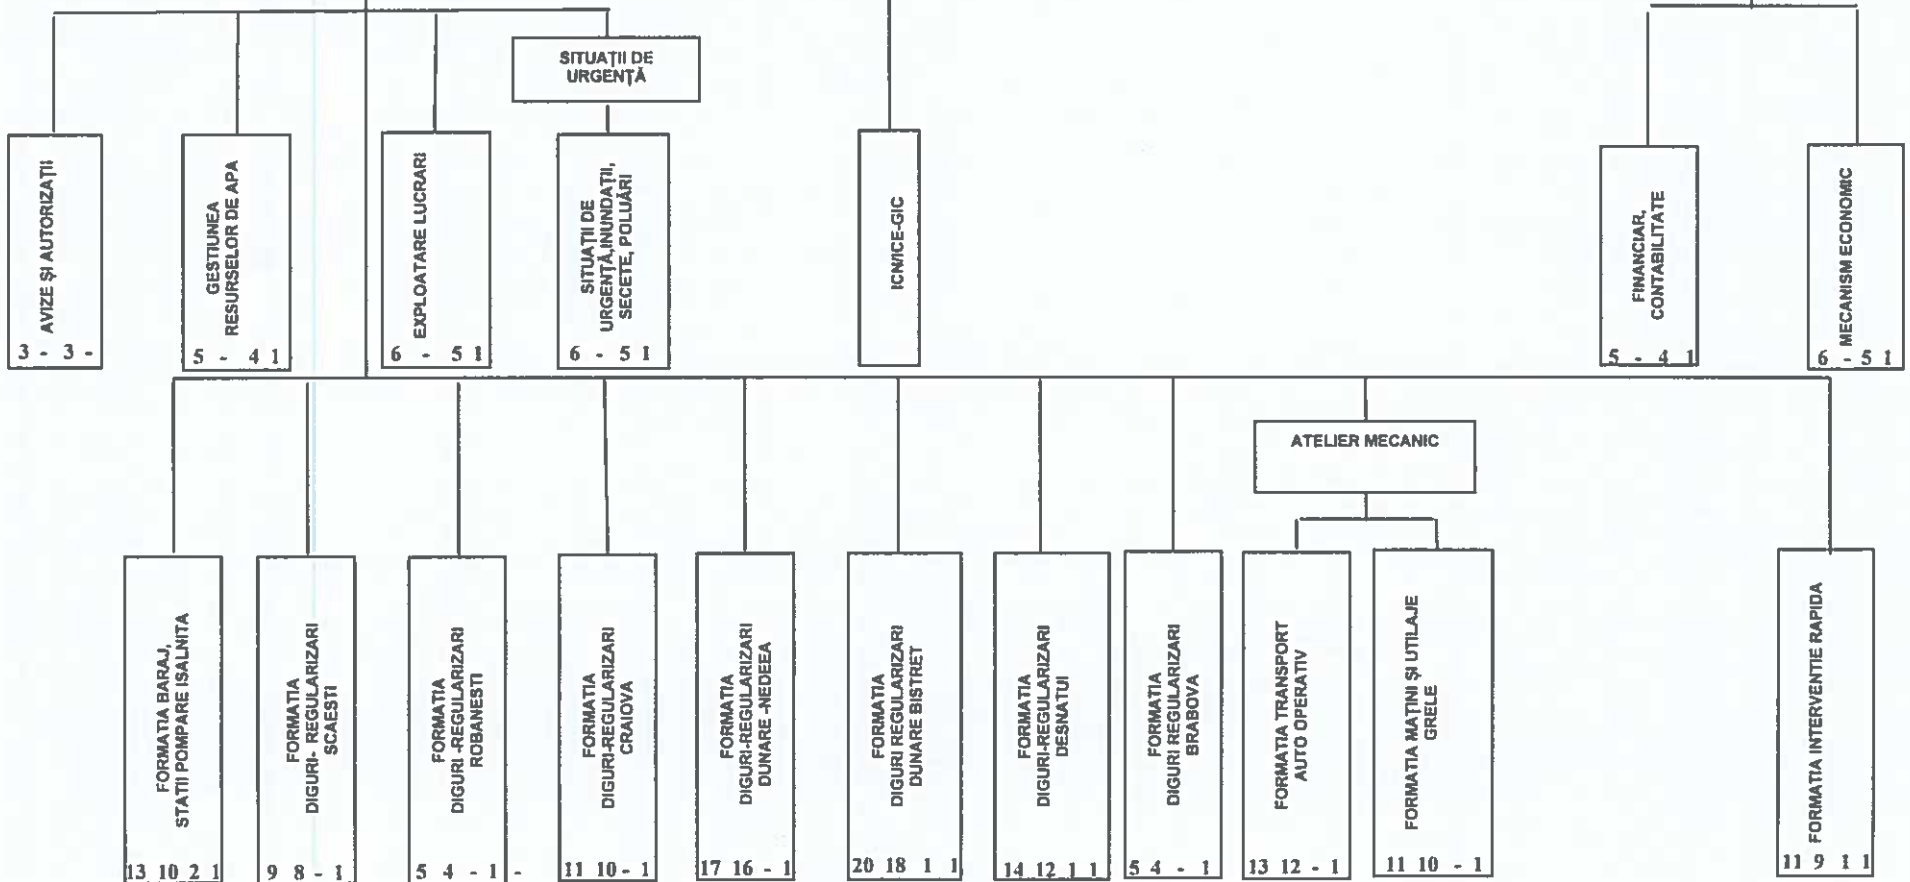 SITUAȚII DE
URGENȚĂ
AVIZE ȘI AUTORIZAȚII
3 - 3 -
GESTIUNEA
RESURSELOR DE APA
5 - 4 1
EXPLOATARE LUCRARI
6 - 5 1
SITUAȚII DE
URGENȚĂ,INUNDAȚII,
SECETE, POLUĂRI
6 - 5 1
ICN/ICE-GIC
FINANCIAR,
CONTABILITATE
5 - 4 1
MECANISM ECONOMIC
6 - 5 1
ATELIER MECANIC
FORMATIA BARAJ,
STATII POMPARE ISALNITA
13 10 2 1
FORMATIA
DIGURI- REGULARIZARI
SCAESTI
9 8 - 1
FORMATIA
DIGURI -REGULARIZARI
ROBANESTI
5 4 - 1 -
FORMATIA
DIGURI-REGULARIZARI
CRAIOVA
11 10 - 1
FORMATIA
DIGURI-REGULARIZARI
DUNARE -NEDEEA
17 16 - 1
FORMATIA
DIGURI REGULARIZARI
DUNARE BISTRET
20 18 1 1
FORMATIA
DIGURI-REGULARIZARI
DESNATUI
14 12 1 1
FORMATIA
DIGURI REGULARIZARI
BRABOVA
5 4 - 1
FORMATIA TRANSPORT
AUTO OPERATIV
13 12 - 1
FORMATIA MAȚINI ȘI UTILAJE
GRELE
11 10 - 1
FORMATIA INTERVENTIE RAPIDA
11 9 1 1